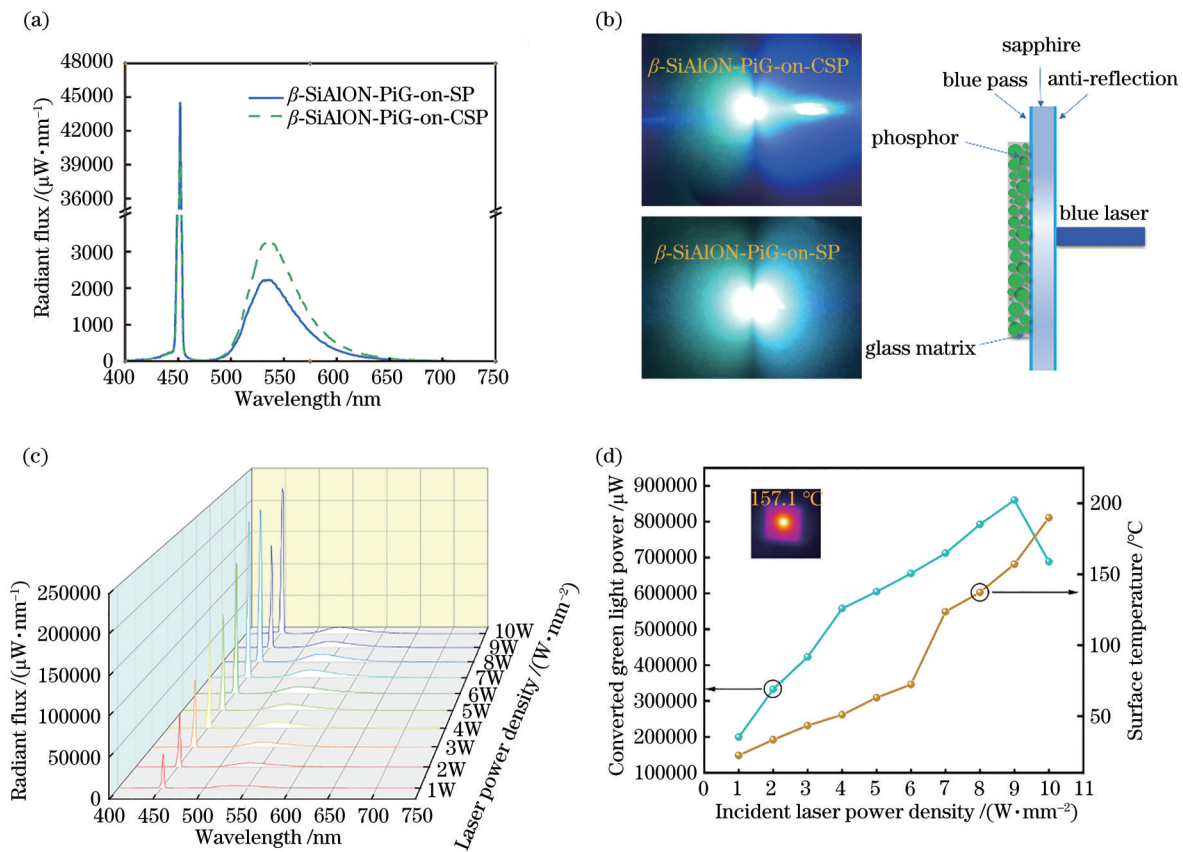 (a)
48000
45000
42000
39000
36000
3000
2000
1000
0
Radiant flux /(μW·nm⁻¹)
β-SiAlON-PiG-on-SP
β-SiAlON-PiG-on-CSP
400 450 500 550 600 650 700 750
Wavelength /nm
(b)
β-SiAlON-PiG-on-CSP
β-SiAlON-PiG-on-SP
sapphire
blue pass
anti-reflection
phosphor
blue laser
glass matrix
(c)
250000
200000
150000
100000
50000
0
Radiant flux /(μW·nm⁻¹)
400 450 500 550 600 650 700 750
Wavelength /nm
10W
9W
8W
7W
6W
5W
4W
3W
2W
1W
Laser power density /(W·mm⁻²)
(d)
900000
800000
700000
600000
500000
400000
300000
200000
100000
Converted green light power /μW
157.1 °C
200
150
100
50
Surface temperature /°C
0 1 2 3 4 5 6 7 8 9 10 11
Incident laser power density /(W·mm⁻²)